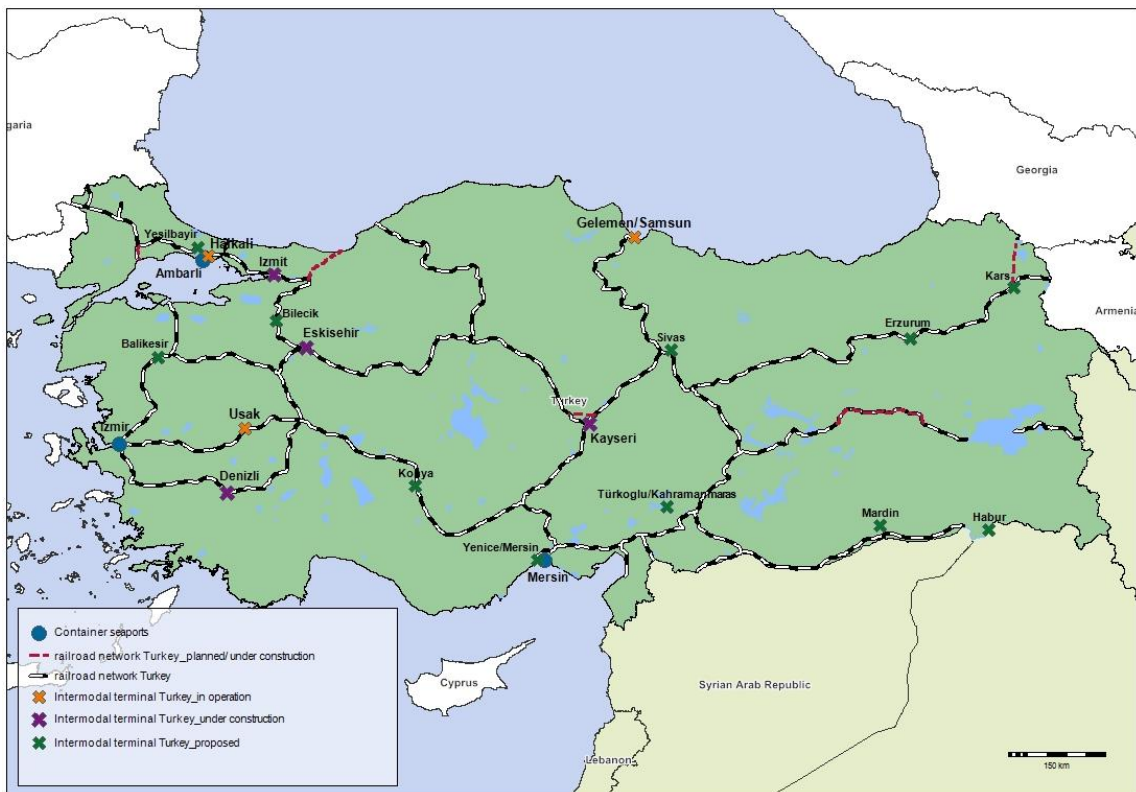 garia
Georgia
Gelemen/Samsun
Yesilbayir
Halkali
Izmit
Ambarli
Kars
Armenia
Bilecik
Erzurum
Eskisehir
Sivas
Balikesir
Turkey
Usak
Kayseri
Izmir
Denizli
Konya
Türkoglu/Kahramanmaras
Mardin
Habur
Yenice/Mersin
Mersin
Container seaports
railroad network Turkey_planned/ under construction
railroad network Turkey
Intermodal terminal Turkey_in operation
Intermodal terminal Turkey_under construction
Intermodal terminal Turkey_proposed
Cyprus
Syrian Arab Republic
Lebanon
150 km